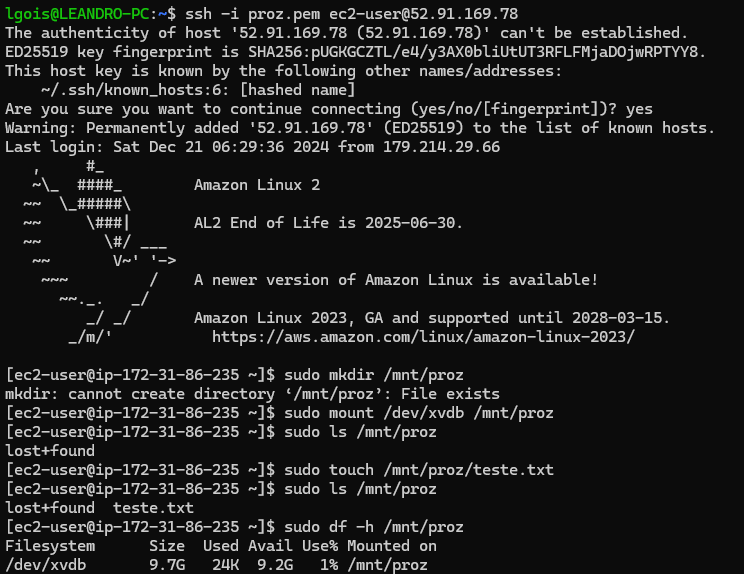 lgois@LEANDRO-PC:~$ ssh -i proz.pem ec2-user@52.91.169.78
The authenticity of host '52.91.169.78 (52.91.169.78)' can't be established.
ED25519 key fingerprint is SHA256:pUGKGCZTL/e4/y3AX0bliUtUT3RFLFMjaDOjwRPTYY8.
This host key is known by the following other names/addresses:
    ~/.ssh/known_hosts:6: [hashed name]
Are you sure you want to continue connecting (yes/no/[fingerprint])? yes
Warning: Permanently added '52.91.169.78' (ED25519) to the list of known hosts.
Last login: Sat Dec 21 06:29:36 2024 from 179.214.29.66
   ,     #_
   ~\_  ####_        Amazon Linux 2
  ~~  \_#####\
  ~~     \###|       AL2 End of Life is 2025-06-30.
  ~~       \#/ ___
   ~~       V~' '->
    ~~~         /    A newer version of Amazon Linux is available!
      ~~._.   _/
         _/ _/       Amazon Linux 2023, GA and supported until 2028-03-15.
       _/m/'           https://aws.amazon.com/linux/amazon-linux-2023/

[ec2-user@ip-172-31-86-235 ~]$ sudo mkdir /mnt/proz
mkdir: cannot create directory ‘/mnt/proz’: File exists
[ec2-user@ip-172-31-86-235 ~]$ sudo mount /dev/xvdb /mnt/proz
[ec2-user@ip-172-31-86-235 ~]$ sudo ls /mnt/proz
lost+found
[ec2-user@ip-172-31-86-235 ~]$ sudo touch /mnt/proz/teste.txt
[ec2-user@ip-172-31-86-235 ~]$ sudo ls /mnt/proz
lost+found  teste.txt
[ec2-user@ip-172-31-86-235 ~]$ sudo df -h /mnt/proz
Filesystem      Size  Used Avail Use% Mounted on
/dev/xvdb       9.7G   24K  9.2G   1% /mnt/proz